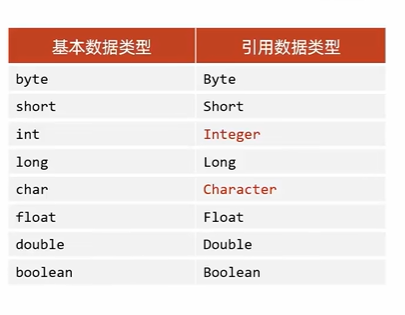 基本数据类型 引用数据类型
byte Byte
short Short
int Integer
long Long
char Character
float Float
double Double
boolean Boolean